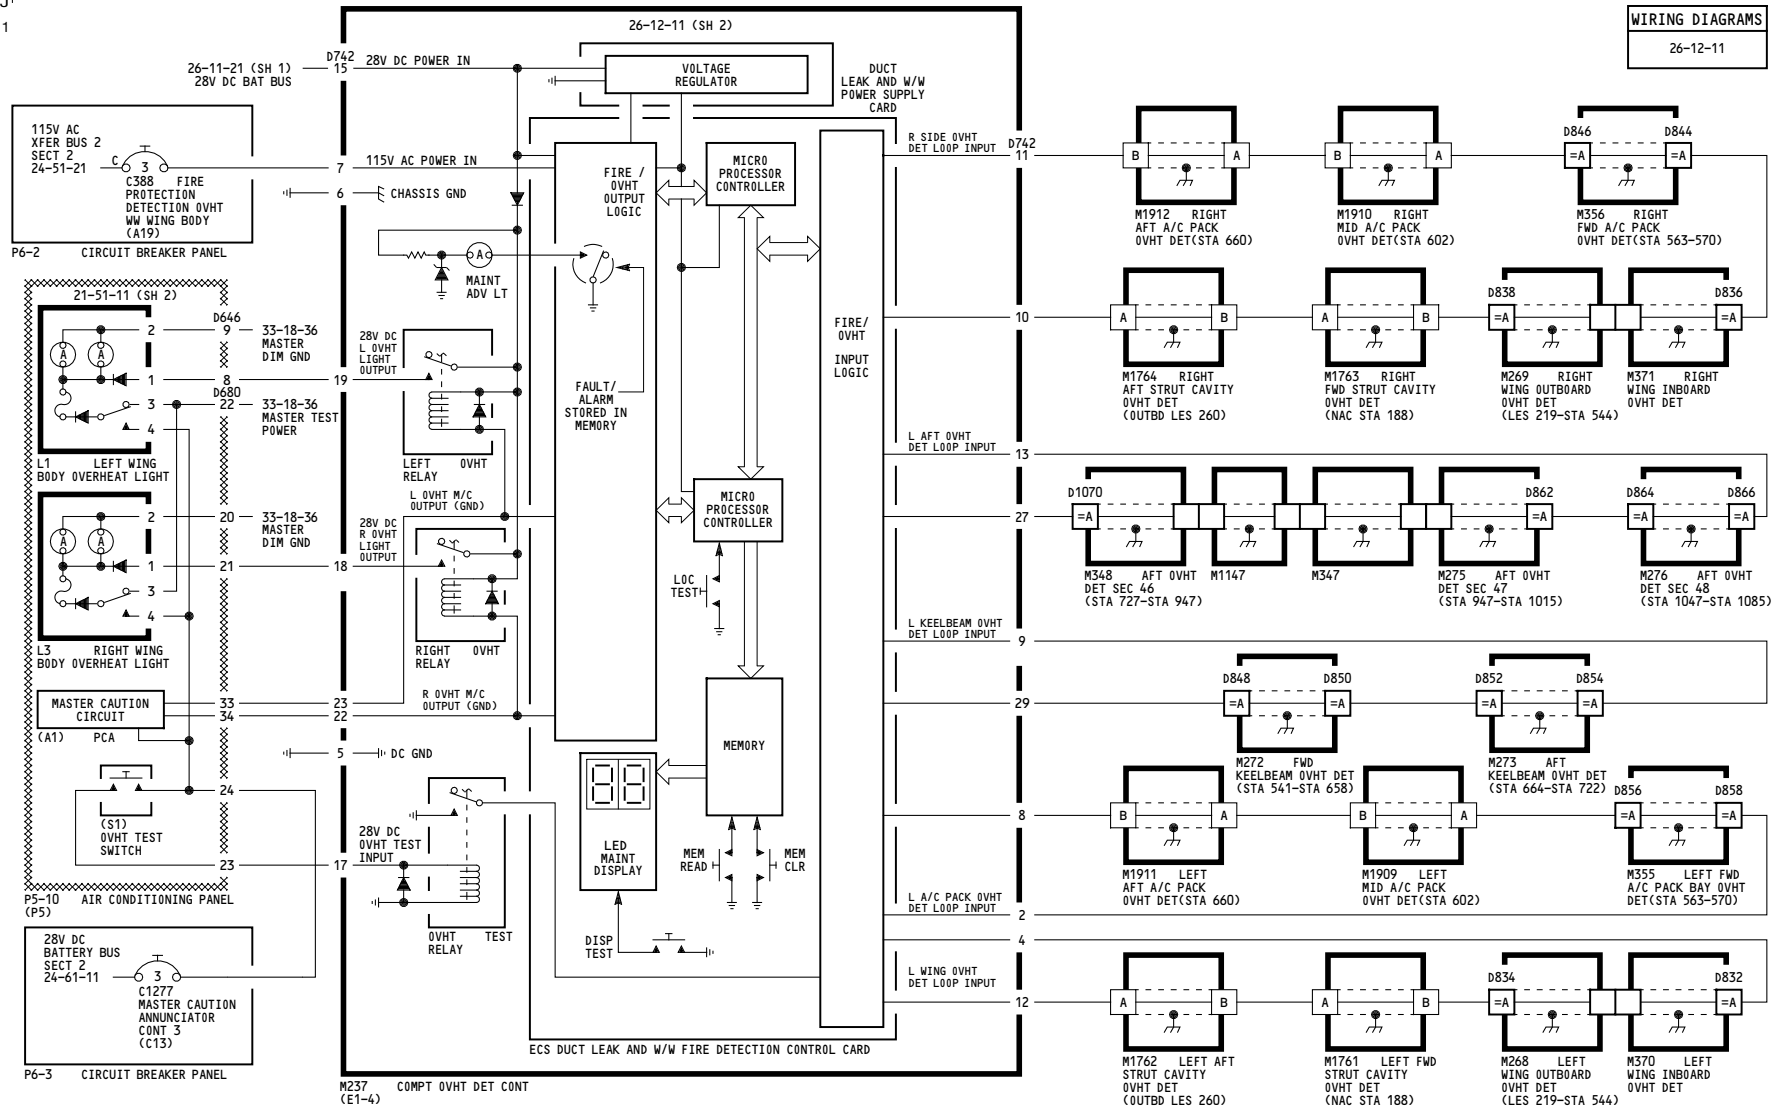 1
WIRING DIAGRAMS
26-12-11
26-12-11 (SH 2)
26-11-21 (SH 1)
28V DC BAT BUS
D742
15
28V DC POWER IN
VOLTAGE
REGULATOR
DUCT
LEAK AND W/W
POWER SUPPLY
CARD
115V AC
XFER BUS 2
SECT 2
24-51-21
C
3
C388 FIRE
PROTECTION
DETECTION OVHT
WW WING BODY
(A19)
P6-2 CIRCUIT BREAKER PANEL
7
115V AC POWER IN
6
CHASSIS GND
A
MAINT
ADV LT
FIRE /
OVHT
OUTPUT
LOGIC
MICRO
PROCESSOR
CONTROLLER
FAULT/
ALARM
STORED IN
MEMORY
FIRE/
OVHT
INPUT
LOGIC
21-51-11 (SH 2)
D646
2
9
33-18-36
MASTER
DIM GND
A
A
1
8
19
D680
3
22
33-18-36
MASTER TEST
POWER
4
L1 LEFT WING
BODY OVERHEAT LIGHT
28V DC
L OVHT
LIGHT
OUTPUT
LEFT OVHT
RELAY
L OVHT M/C
OUTPUT (GND)
2
20
33-18-36
MASTER
DIM GND
A
A
1
21
18
3
4
L3 RIGHT WING
BODY OVERHEAT LIGHT
28V DC
R OVHT
LIGHT
OUTPUT
RIGHT OVHT
RELAY
R OVHT M/C
OUTPUT (GND)
MICRO
PROCESSOR
CONTROLLER
LOC
TEST
MASTER CAUTION
CIRCUIT
(A1) PCA
33
34
23
22
5
DC GND
MEMORY
(S1)
OVHT TEST
SWITCH
24
23
17
28V DC
OVHT TEST
INPUT
OVHT TEST
RELAY
LED
MAINT
DISPLAY
MEM
READ
MEM
CLR
DISP
TEST
P5-10 AIR CONDITIONING PANEL
(P5)
28V DC
BATTERY BUS
SECT 2
24-61-11
3
C1277
MASTER CAUTION
ANNUNCIATOR
CONT 3
(C13)
P6-3 CIRCUIT BREAKER PANEL
ECS DUCT LEAK AND W/W FIRE DETECTION CONTROL CARD
M237 COMPT OVHT DET CONT
(E1-4)
R SIDE OVHT
DET LOOP INPUT
D742
11
B
A
M1912 RIGHT
AFT A/C PACK
OVHT DET(STA 660)
B
A
M1910 RIGHT
MID A/C PACK
OVHT DET(STA 602)
D846
D844
=A
=A
M356 RIGHT
FWD A/C PACK
OVHT DET(STA 563-570)
10
A
B
M1764 RIGHT
AFT STRUT CAVITY
OVHT DET
(OUTBD LES 260)
A
B
M1763 RIGHT
FWD STRUT CAVITY
OVHT DET
(NAC STA 188)
D838
=A
M269 RIGHT
WING OUTBOARD
OVHT DET
(LES 219-STA 544)
D836
=A
M371 RIGHT
WING INBOARD
OVHT DET
L AFT OVHT
DET LOOP INPUT
13
27
D1070
=A
M348 AFT OVHT
DET SEC 46
(STA 727-STA 947)
M1147
M347
D862
=A
M275 AFT OVHT
DET SEC 47
(STA 947-STA 1015)
D864
D866
=A
=A
M276 AFT OVHT
DET SEC 48
(STA 1047-STA 1085)
L KEELBEAM OVHT
DET LOOP INPUT
9
29
D848
D850
=A
=A
M272 FWD
KEELBEAM OVHT DET
(STA 541-STA 658)
D852
D854
=A
=A
M273 AFT
KEELBEAM OVHT DET
(STA 664-STA 722)
8
B
A
M1911 LEFT
AFT A/C PACK
OVHT DET(STA 660)
B
A
M1909 LEFT
MID A/C PACK
OVHT DET(STA 602)
D856
D858
=A
=A
M355 LEFT FWD
A/C PACK BAY OVHT
DET(STA 563-570)
L A/C PACK OVHT
DET LOOP INPUT
2
4
L WING OVHT
DET LOOP INPUT
12
A
B
M1762 LEFT AFT
STRUT CAVITY
OVHT DET
(OUTBD LES 260)
A
B
M1761 LEFT FWD
STRUT CAVITY
OVHT DET
(NAC STA 188)
D834
=A
M268 LEFT
WING OUTBOARD
OVHT DET
(LES 219-STA 544)
D832
=A
M370 LEFT
WING INBOARD
OVHT DET